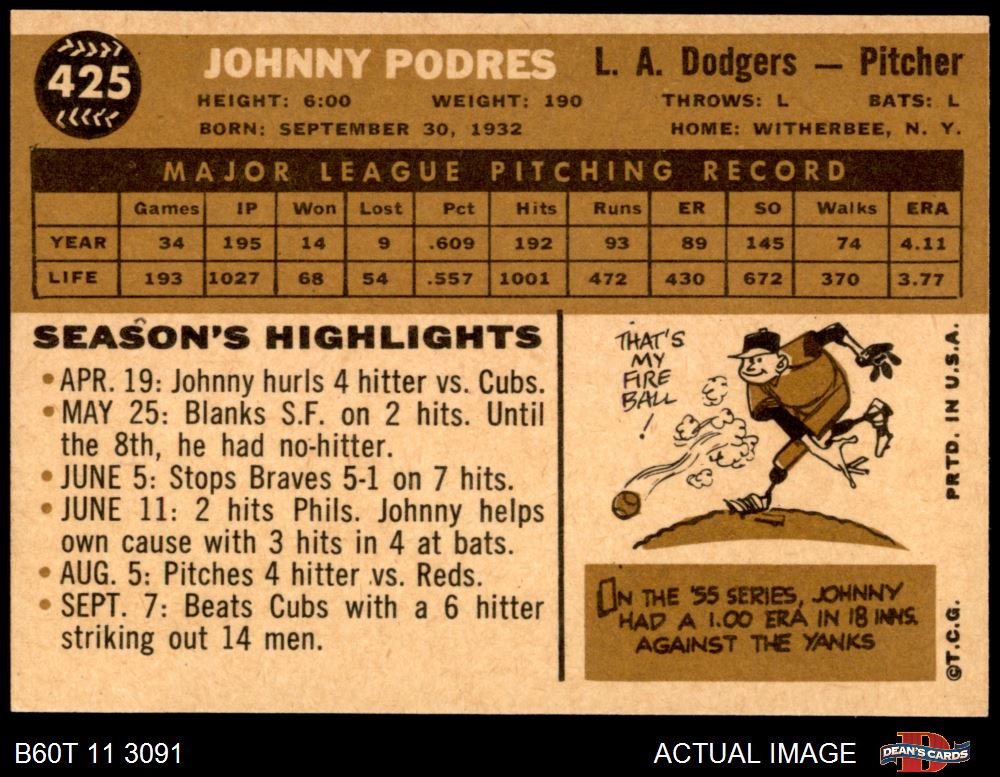 425
JOHNNY PODRES L. A. Dodgers — Pitcher
HEIGHT: 6:00 WEIGHT: 190 THROWS: L BATS: L
BORN: SEPTEMBER 30, 1932 HOME: WITHERBEE, N. Y.
MAJOR LEAGUE PITCHING RECORD
Games IP Won Lost Pct Hits Runs ER SO Walks ERA
YEAR 34 195 14 9 .609 192 93 89 145 74 4.11
LIFE 193 1027 68 54 .557 1001 472 430 672 370 3.77
SEASON'S HIGHLIGHTS
• APR. 19: Johnny hurls 4 hitter vs. Cubs.
• MAY 25: Blanks S.F. on 2 hits. Until
the 8th, he had no-hitter.
• JUNE 5: Stops Braves 5-1 on 7 hits.
• JUNE 11: 2 hits Phils. Johnny helps
own cause with 3 hits in 4 at bats.
• AUG. 5: Pitches 4 hitter vs. Reds.
• SEPT. 7: Beats Cubs with a 6 hitter
striking out 14 men.
THAT'S
MY
FIRE
BALL
!
ON THE '55 SERIES, JOHNNY
HAD A 1.00 ERA IN 18 INNS.
AGAINST THE YANKS
©T.C.G. PRTD. IN U.S.A.
B60T 11 3091 ACTUAL IMAGE
DEAN'S CARDS